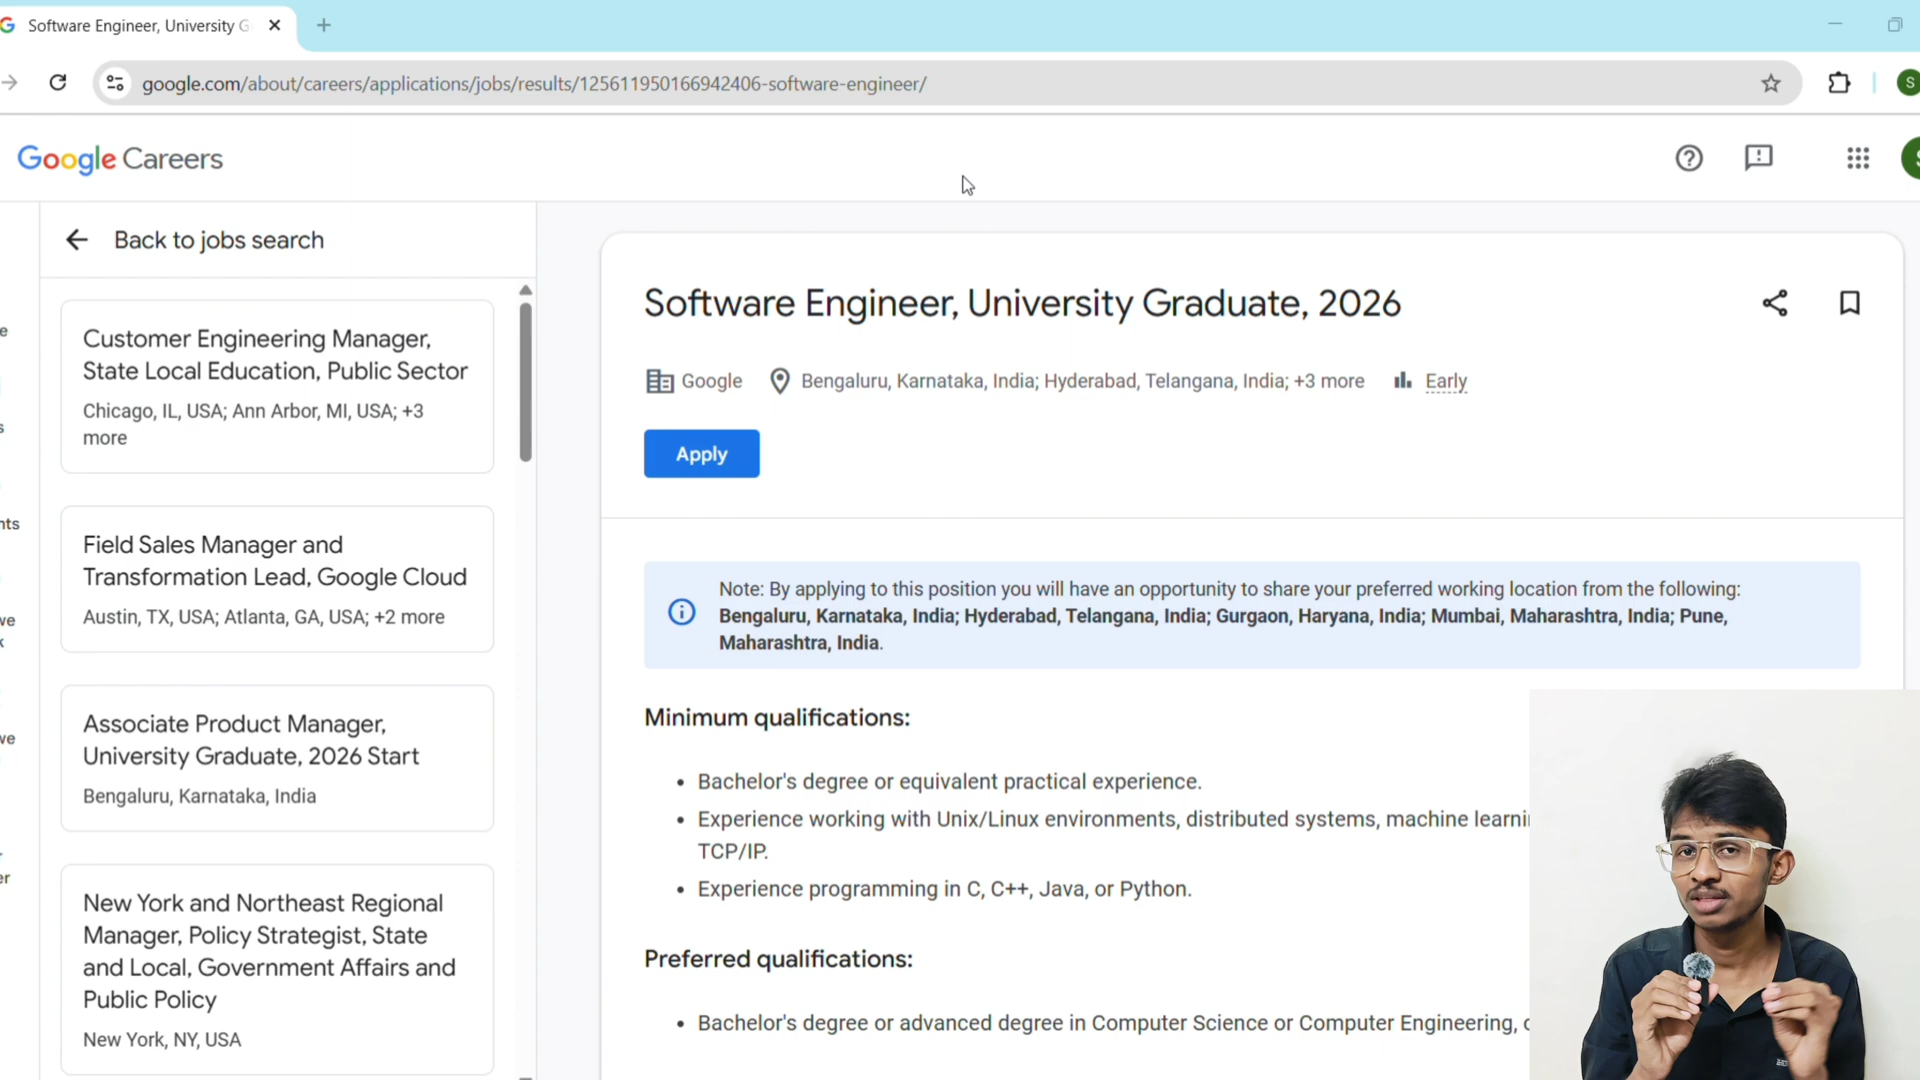 Software Engineer, University G
google.com/about/careers/applications/jobs/results/125611950166942406-software-engineer/
S
Google Careers
Back to jobs search
Customer Engineering Manager,
State Local Education, Public Sector
Chicago, IL, USA; Ann Arbor, MI, USA; +3
more
Field Sales Manager and
Transformation Lead, Google Cloud
Austin, TX, USA; Atlanta, GA, USA; +2 more
Associate Product Manager,
University Graduate, 2026 Start
Bengaluru, Karnataka, India
New York and Northeast Regional
Manager, Policy Strategist, State
and Local, Government Affairs and
Public Policy
New York, NY, USA
Software Engineer, University Graduate, 2026
Google Bengaluru, Karnataka, India; Hyderabad, Telangana, India; +3 more Early
Apply
Note: By applying to this position you will have an opportunity to share your preferred working location from the following:
Bengaluru, Karnataka, India; Hyderabad, Telangana, India; Gurgaon, Haryana, India; Mumbai, Maharashtra, India; Pune,
Maharashtra, India.
Minimum qualifications:
• Bachelor's degree or equivalent practical experience.
• Experience working with Unix/Linux environments, distributed systems, machine learni
TCP/IP.
• Experience programming in C, C++, Java, or Python.
Preferred qualifications:
• Bachelor's degree or advanced degree in Computer Science or Computer Engineering,